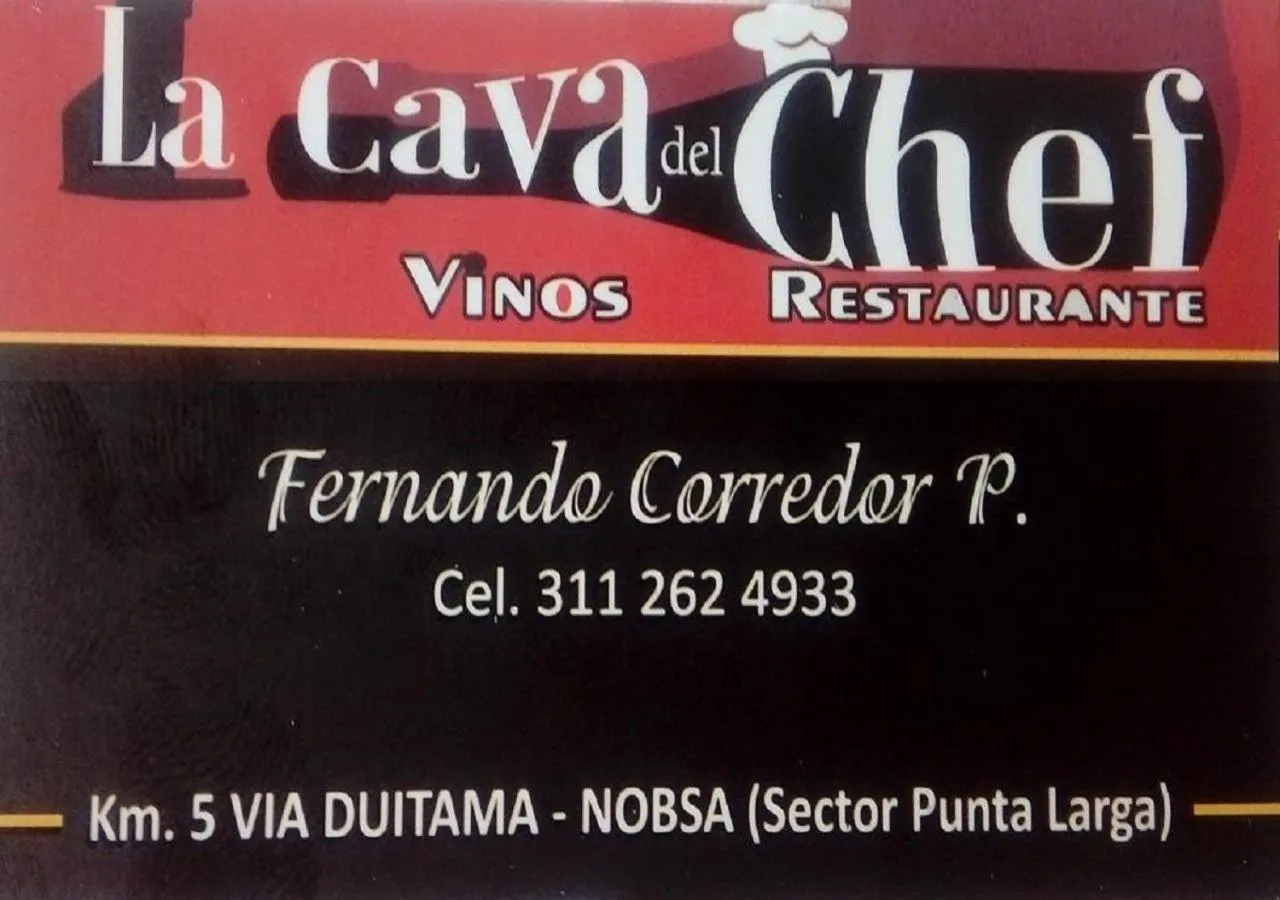 La Cava del Chef
VINOS RESTAURANTE
Fernando Corredor P.
Cel. 311 262 4933
Km. 5 VIA DUITAMA - NOBSA (Sector Punta Larga)